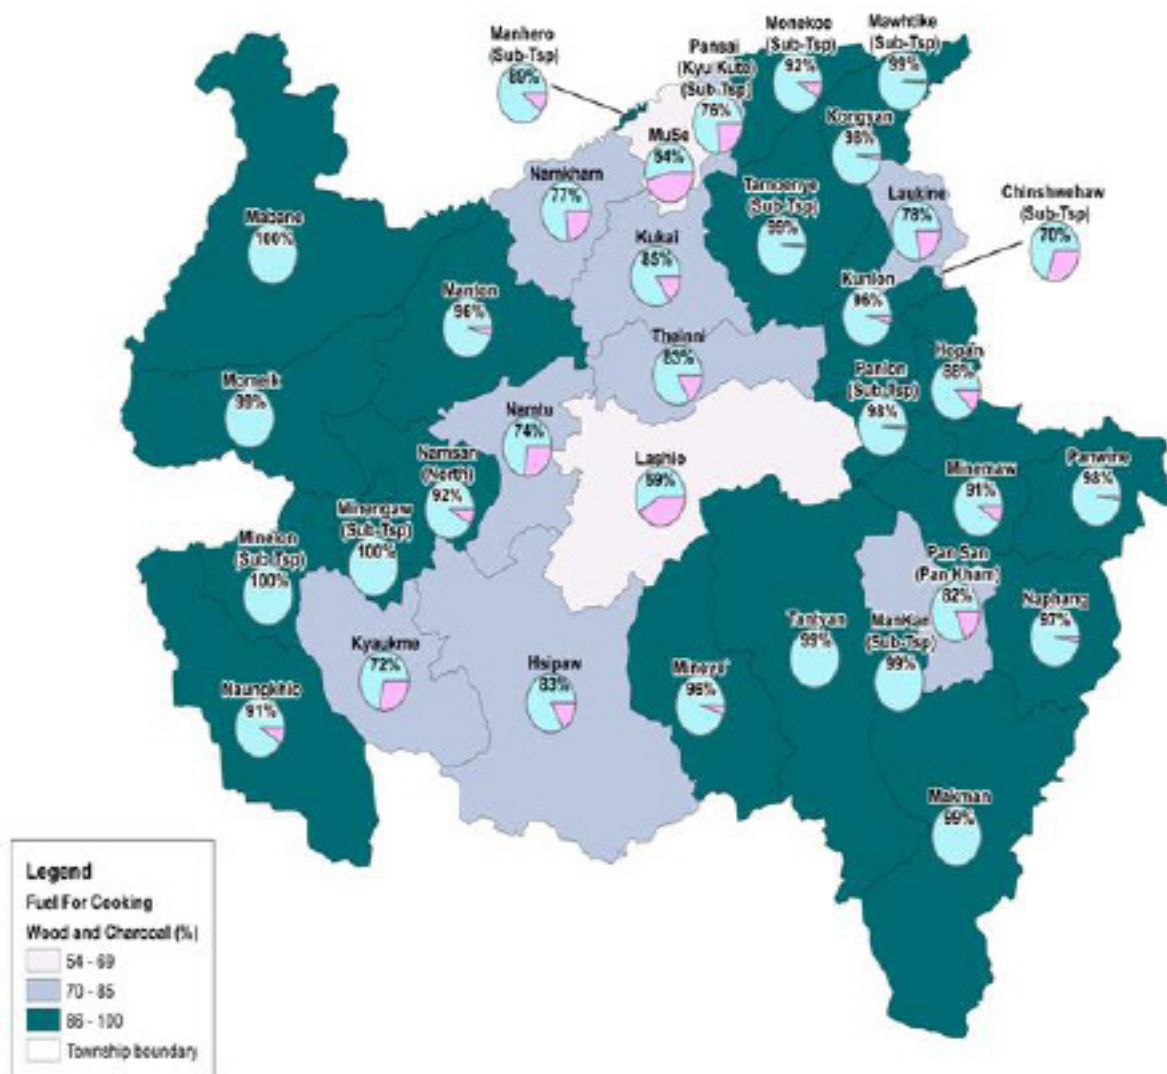 Manhero
(Sub-Tsp)
89%
Pansai
(Kyu Kute)
(Sub-Tsp)
76%
Monekoe
(Sub-Tsp)
92%
Mawhtike
(Sub-Tsp)
99%
Kongsan
98%
MuSe
54%
Namkham
77%
Tamoenye
(Sub-Tsp)
99%
Laukine
78%
Chinshwehaw
(Sub-Tsp)
70%
Mabane
100%
Kukai
85%
Manton
96%
Kunlon
96%
Theinni
83%
Hopan
88%
Panlon
(Sub-Tsp)
98%
Momeik
99%
Namtu
74%
Namsan
(North)
92%
Lashio
59%
Minemaw
91%
Panwine
98%
Minengaw
(Sub-Tsp)
100%
Minelon
(Sub-Tsp)
100%
Pan San
(Pan Kham)
82%
Naphang
97%
Tantyan
99%
ManKan
(Sub-Tsp)
99%
Kyaukme
72%
Hsipaw
83%
Mineye'
96%
Naungkhio
91%
Makman
99%
Legend
Fuel For Cooking
Wood and Charcoal (%)
54 - 69
70 - 85
86 - 100
Township boundary